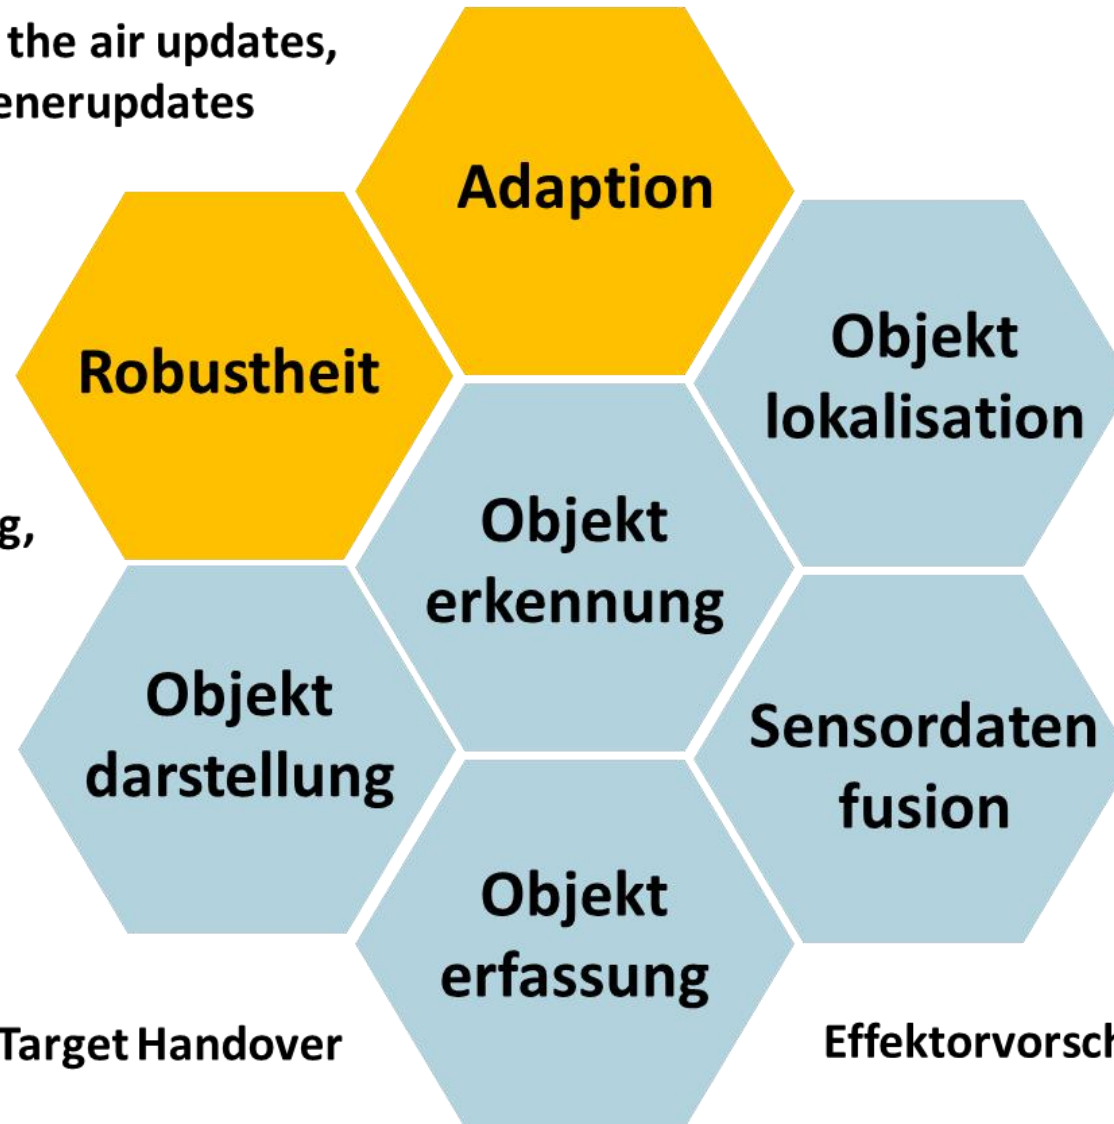 the air updates,
enerupdates
Adaption
Robustheit
Objekt
lokalisation
g,
Objekt
erkennung
Objekt
darstellung
Sensordaten
fusion
Objekt
erfassung
Target Handover
Effektorvorsch